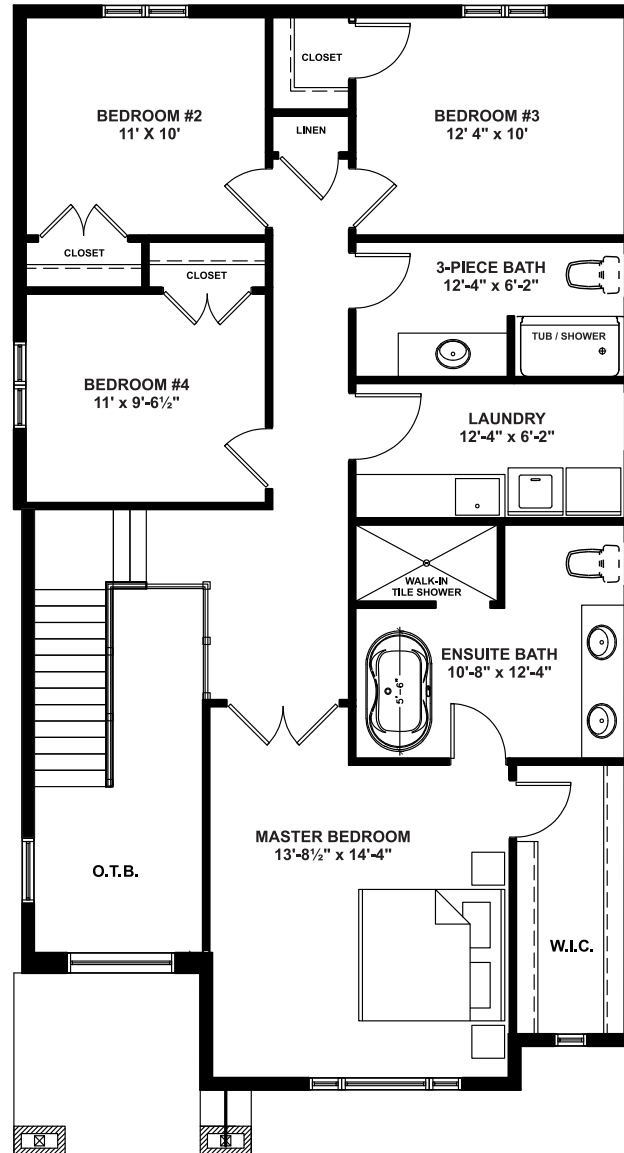 CLOSET
BEDROOM #2
11' X 10'
BEDROOM #3
12' 4" x 10'
LINEN
CLOSET
CLOSET
3-PIECE BATH
12'-4" x 6'-2"
TUB / SHOWER
BEDROOM #4
11' x 9'-6½"
LAUNDRY
12'-4" x 6'-2"
WALK-IN
TILE SHOWER
ENSUITE BATH
10'-8" x 12'-4"
5'-6"
MASTER BEDROOM
13'-8½" x 14'-4"
O.T.B.
W.I.C.